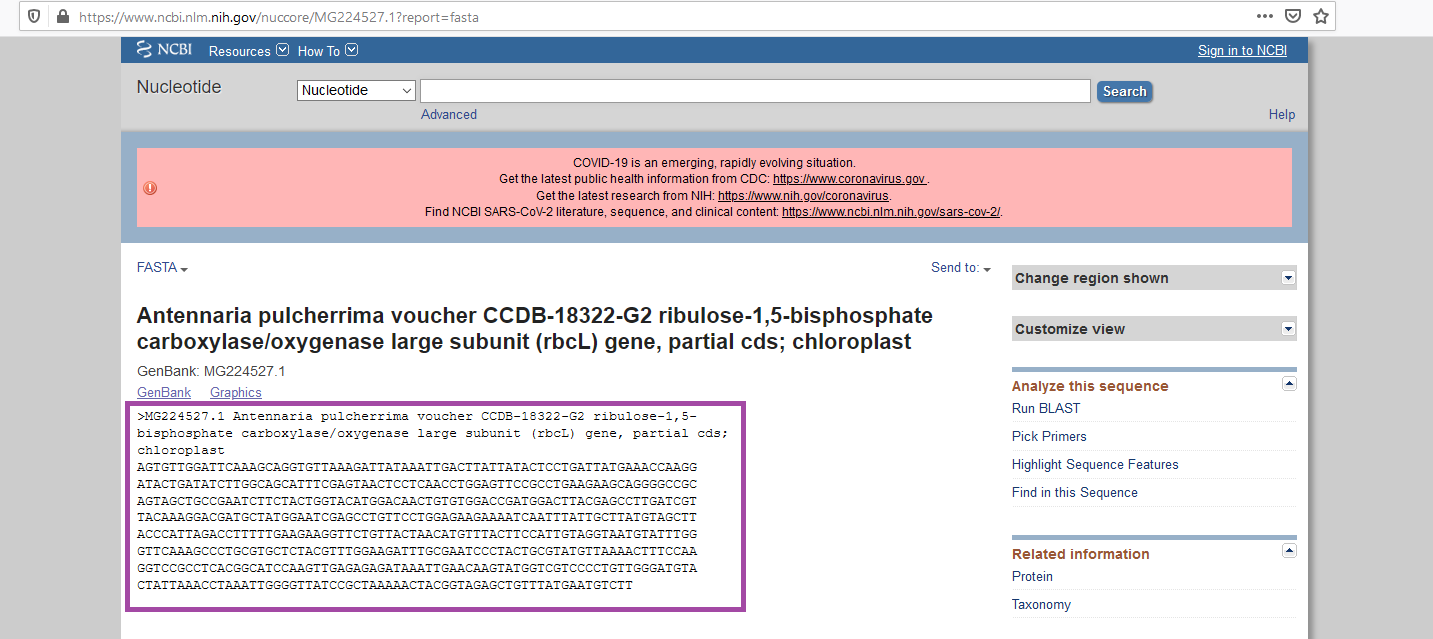 https://www.ncbi.nlm.nih.gov/nuccore/MG224527.1?report=fasta
NCBI Resources How To Sign in to NCBI
Nucleotide Nucleotide Search
Advanced Help
COVID-19 is an emerging, rapidly evolving situation.
Get the latest public health information from CDC: https://www.coronavirus.gov .
Get the latest research from NIH: https://www.nih.gov/coronavirus.
Find NCBI SARS-CoV-2 literature, sequence, and clinical content: https://www.ncbi.nlm.nih.gov/sars-cov-2/.
FASTA Send to:
Antennaria pulcherrima voucher CCDB-18322-G2 ribulose-1,5-bisphosphate
carboxylase/oxygenase large subunit (rbcL) gene, partial cds; chloroplast
GenBank: MG224527.1
GenBank Graphics
>MG224527.1 Antennaria pulcherrima voucher CCDB-18322-G2 ribulose-1,5-
bisphosphate carboxylase/oxygenase large subunit (rbcL) gene, partial cds;
chloroplast
AGTGTTGGATTCAAAGCAGGTGTTAAAGATTATAAATTGACTTATTATACTCCTGATTATGAAACCAAGG
ATACTGATATCTTGGCAGCATTTCGAGTAACTCCTCAACCTGGAGTTCCGCCTGAAGAAGCAGGGGCCGC
AGTAGCTGCCGAATCTTCTACTGGTACATGGACAACTGTGTGGACCGATGGACTTACGAGCCTTGATCGT
TACAAAGGACGATGCTATGGAATCGAGCCTGTTCCTGGAGAAGAAAATCAATTTATTGCTTATGTAGCTT
ACCCATTAGACCTTTTTGAAGAAGGTTCTGTTACTAACATGTTTACTTCCATTGTAGGTAATGTATTTGG
GTTCAAAGCCCTGCGTGCTCTACGTTTGGAAGATTTGCGAATCCCTACTGCGTATGTTAAAACTTTCCAA
GGTCCGCCTCACGGCATCCAAGTTGAGAGAGATAAATTGAACAAGTATGGTCGTCCCCTGTTGGGATGTA
CTATTAAACCTAAATTGGGGTTATCCGCTAAAAACTACGGTAGAGCTGTTTATGAATGTCTT
Change region shown
Customize view
Analyze this sequence
Run BLAST
Pick Primers
Highlight Sequence Features
Find in this Sequence
Related information
Protein
Taxonomy